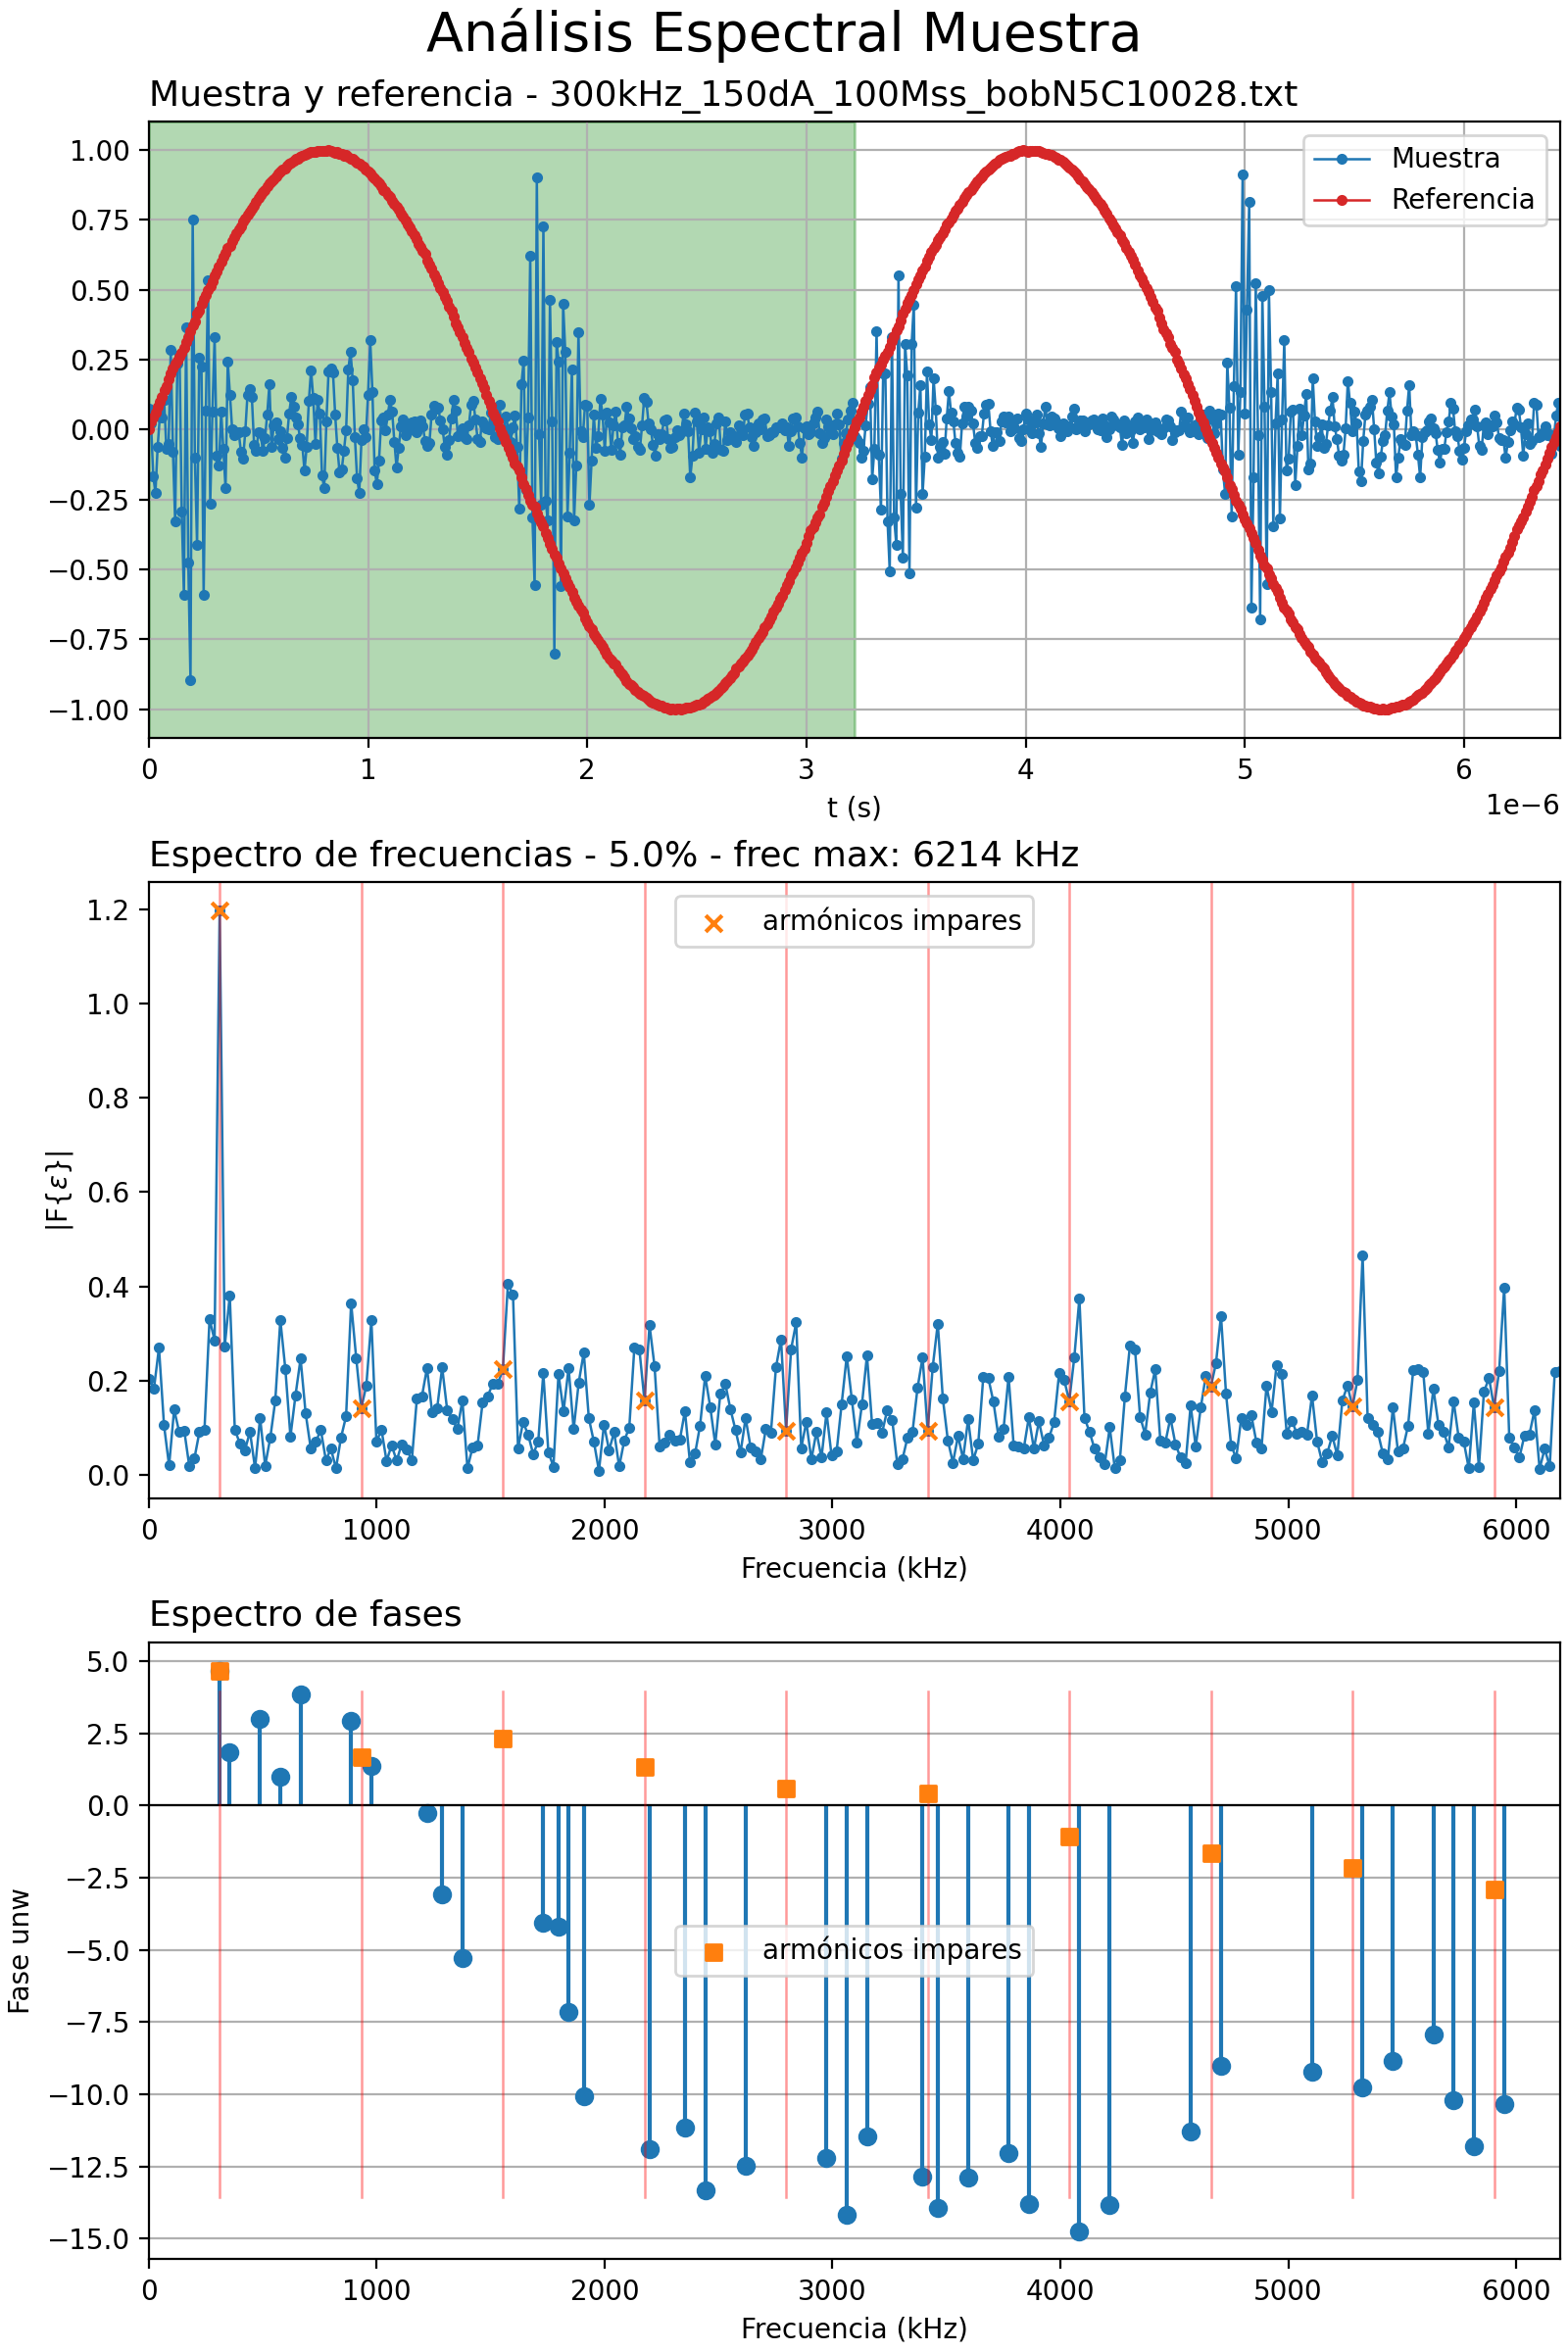 Análisis Espectral Muestra
Muestra y referencia - 300kHz_150dA_100Mss_bobN5C10028.txt
1.00
0.75
0.50
0.25
0.00
−0.25
−0.50
−0.75
−1.00
Muestra
Referencia
0 1 2 3 4 5 6
t (s)
1e−6
Espectro de frecuencias - 5.0% - frec max: 6214 kHz
1.2
1.0
0.8
0.6
0.4
0.2
0.0
|F{ε}|
armónicos impares
0 1000 2000 3000 4000 5000 6000
Frecuencia (kHz)
Espectro de fases
5.0
2.5
0.0
−2.5
−5.0
−7.5
−10.0
−12.5
−15.0
Fase unw
armónicos impares
0 1000 2000 3000 4000 5000 6000
Frecuencia (kHz)